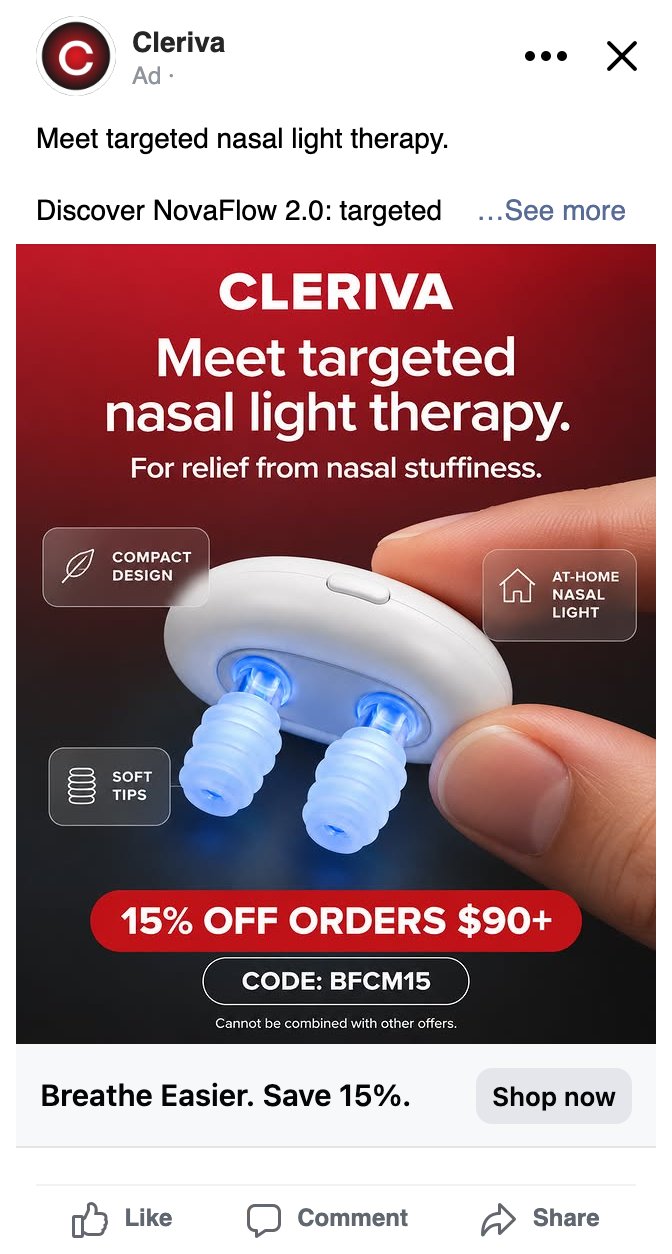 Cleriva
Ad ·
Meet targeted nasal light therapy.
Discover NovaFlow 2.0: targeted ...See more
CLERIVA
Meet targeted
nasal light therapy.
For relief from nasal stuffiness.
COMPACT
DESIGN
AT-HOME
NASAL
LIGHT
SOFT
TIPS
15% OFF ORDERS $90+
CODE: BFCM15
Cannot be combined with other offers.
Breathe Easier. Save 15%.
Shop now
Like
Comment
Share